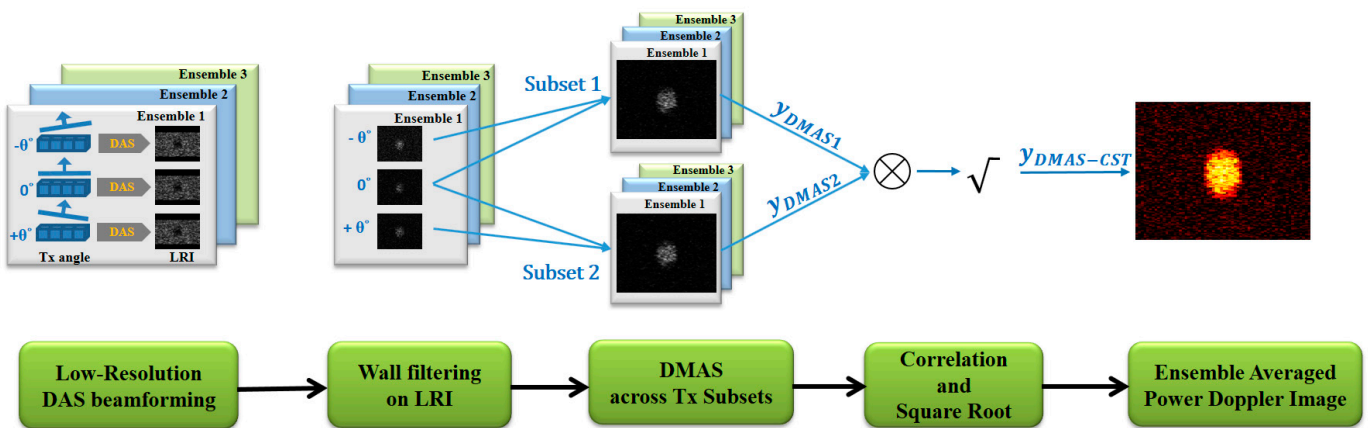 Ensemble 3
Ensemble 2
Ensemble 1
-θ°
DAS
0°
DAS
+θ°
DAS
Tx angle
LRI
Ensemble 3
Ensemble 2
Ensemble 1
- θ°
0°
+ θ°
Subset 1
Subset 2
Ensemble 3
Ensemble 2
Ensemble 1
Ensemble 3
Ensemble 2
Ensemble 1
yDMAS1
yDMAS2
⊗
√
yDMAS−CST
Low-Resolution
DAS beamforming
Wall filtering
on LRI
DMAS
across Tx Subsets
Correlation
and
Square Root
Ensemble Averaged
Power Doppler Image